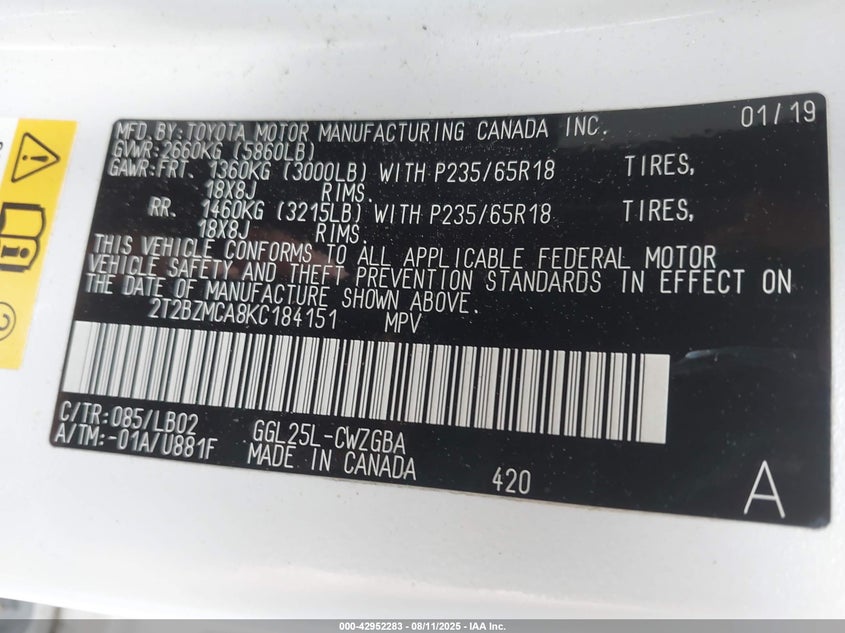 MFD. BY: TOYOTA MOTOR MANUFACTURING CANADA INC. 01/19
GVWR: 2660KG (5860LB)
GAWR: FRT. 1360KG (3000LB) WITH P235/65R18 TIRES,
18X8J RIMS.
RR. 1460KG (3215LB) WITH P235/65R18 TIRES,
18X8J RIMS.
THIS VEHICLE CONFORMS TO ALL APPLICABLE FEDERAL MOTOR
VEHICLE SAFETY AND THEFT PREVENTION STANDARDS IN EFFECT ON
THE DATE OF MANUFACTURE SHOWN ABOVE.
2T2BZMCA8KC184151 MPV
C/TR: 085/LB02 GGL25L-CWZGBA
A/TM: -01A/U881F MADE IN CANADA 420
A
000-42952283 - 08/11/2025 - IAA Inc.